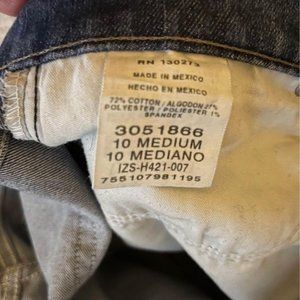 RN 130273
MADE IN MEXICO
HECHO EN MEXICO
72% COTTON / ALGODON 27%
POLYESTER / POLIESTER 1%
SPANDEX
3051866
10 MEDIUM
10 MEDIANO
IZS-H421-007
755107981195